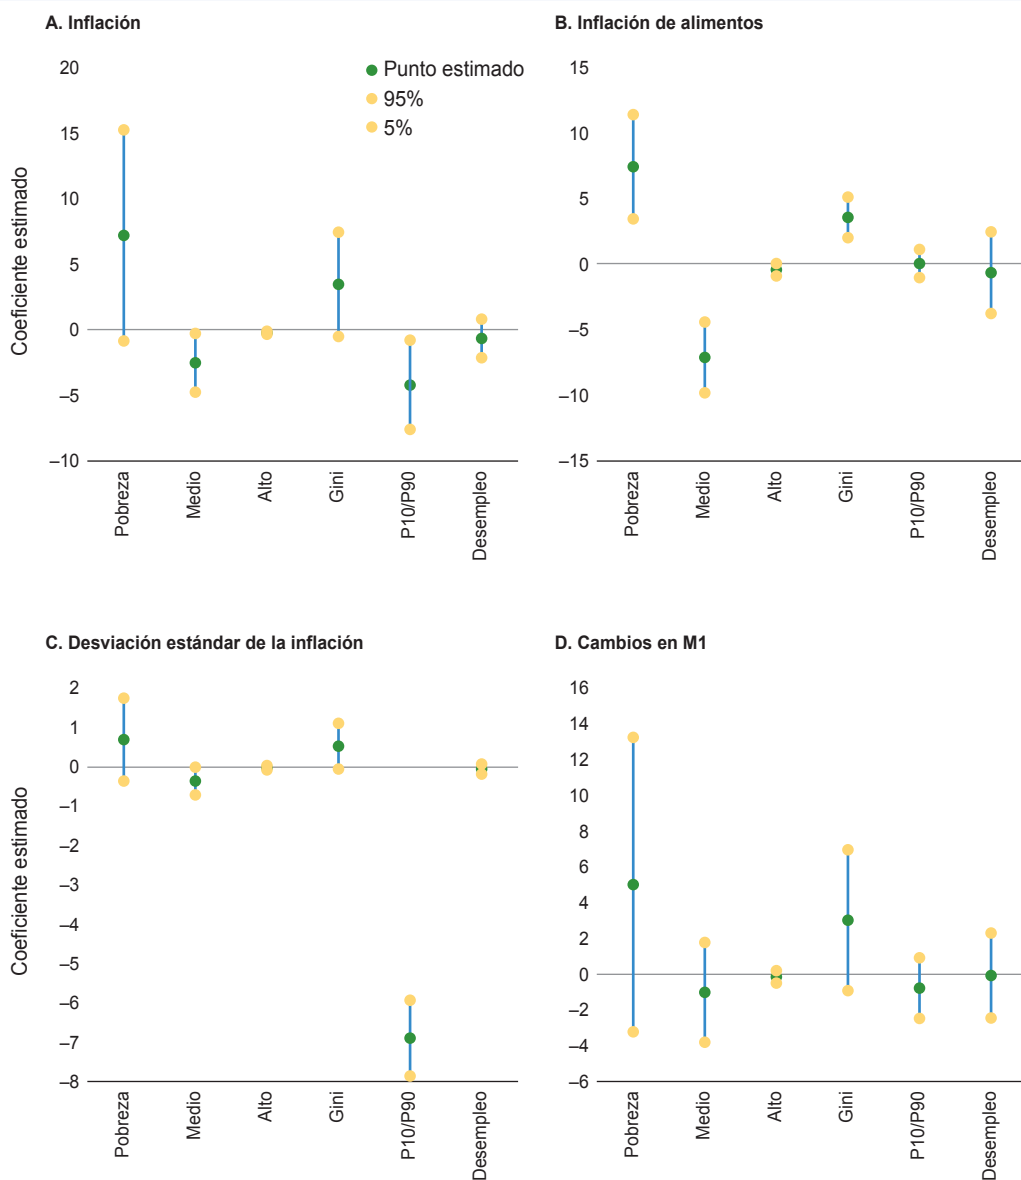 A. Inflación
20
15
10
5
0
–5
–10
Coeficiente estimado
Punto estimado
95%
5%
Pobreza
Medio
Alto
Gini
P10/P90
Desempleo
B. Inflación de alimentos
15
10
5
0
–5
–10
–15
Pobreza
Medio
Alto
Gini
P10/P90
Desempleo
C. Desviación estándar de la inflación
2
1
0
–1
–2
–3
–4
–5
–6
–7
–8
Coeficiente estimado
Pobreza
Medio
Alto
Gini
P10/P90
Desempleo
D. Cambios en M1
16
14
12
10
8
6
4
2
0
–2
–4
–6
Pobreza
Medio
Alto
Gini
P10/P90
Desempleo